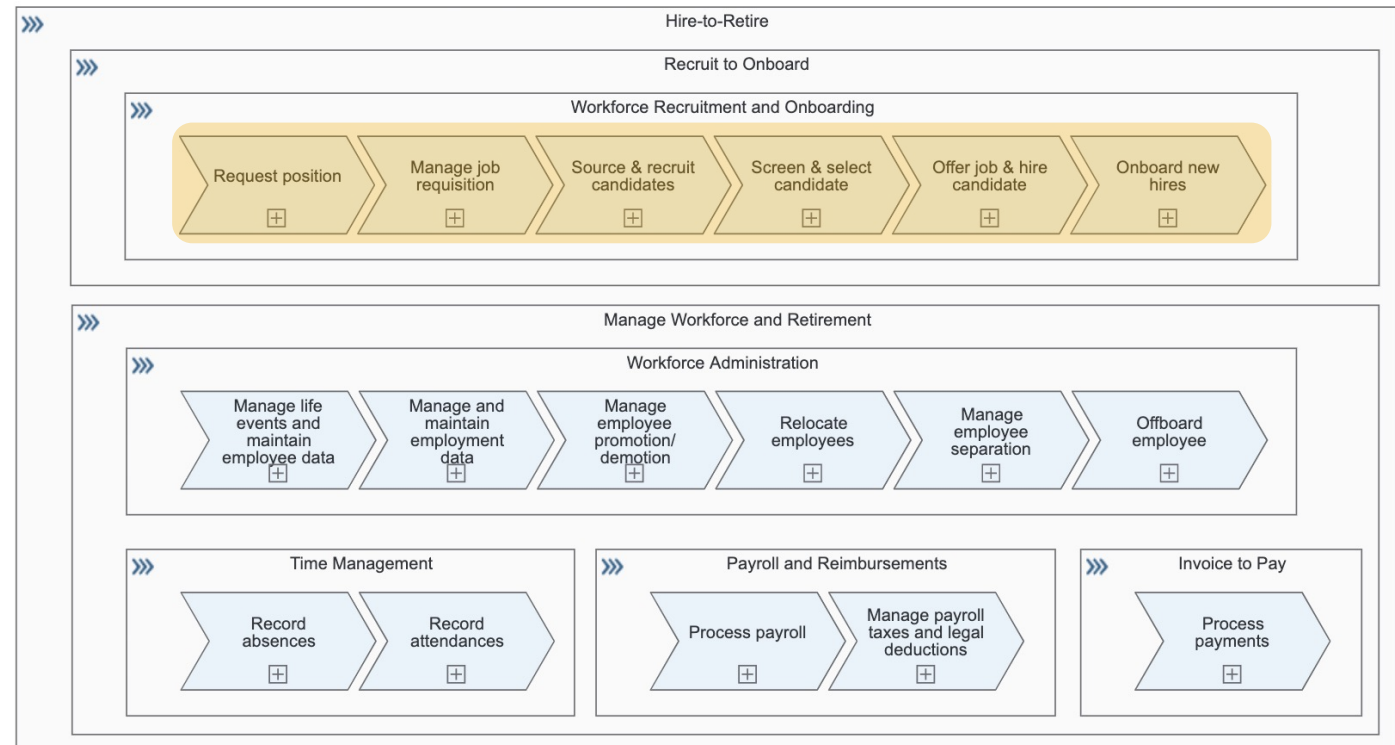 Hire-to-Retire
Recruit to Onboard
Workforce Recruitment and Onboarding
Request position
Manage job
requisition
Source & recruit
candidates
Screen & select
candidate
Offer job & hire
candidate
Onboard new
hires
Manage Workforce and Retirement
Workforce Administration
Manage life
events and
maintain
employee data
Manage and
maintain
employment
data
Manage
employee
promotion/
demotion
Relocate
employees
Manage
employee
separation
Offboard
employee
Time Management
Record
absences
Record
attendances
Payroll and Reimbursements
Process payroll
Manage payroll
taxes and legal
deductions
Invoice to Pay
Process
payments